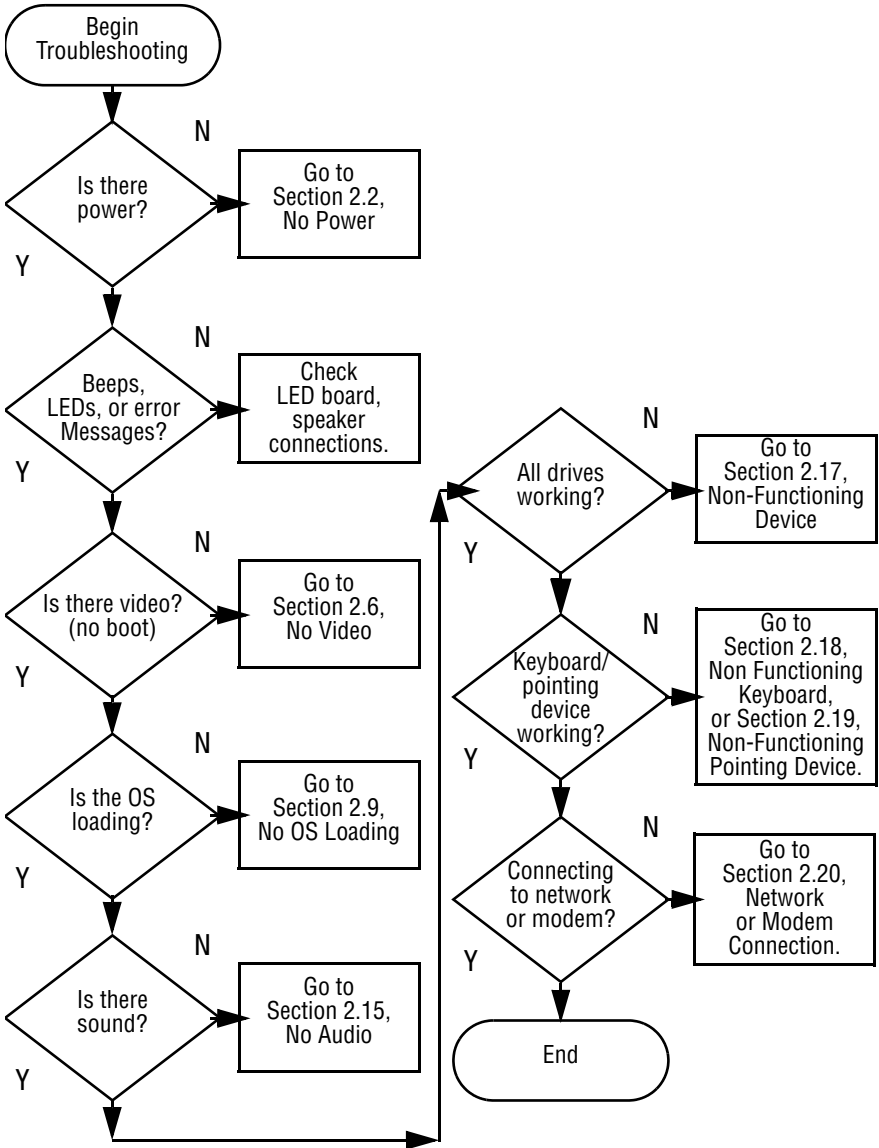 Begin
Troubleshooting
N
Is there
power?
Go to
Section 2.2,
No Power
Y
N
Beeps,
LEDs, or error
Messages?
Check
LED board,
speaker
connections.
Y
N
Is there video?
(no boot)
Go to
Section 2.6,
No Video
Y
N
Is the OS
loading?
Go to
Section 2.9,
No OS Loading
Y
N
Is there
sound?
Go to
Section 2.15,
No Audio
Y
N
All drives
working?
Go to
Section 2.17,
Non-Functioning
Device
Y
N
Keyboard/
pointing
device
working?
Go to
Section 2.18,
Non Functioning
Keyboard,
or Section 2.19,
Non-Functioning
Pointing Device.
Y
N
Connecting
to network
or modem?
Go to
Section 2.20,
Network
or Modem
Connection.
Y
End